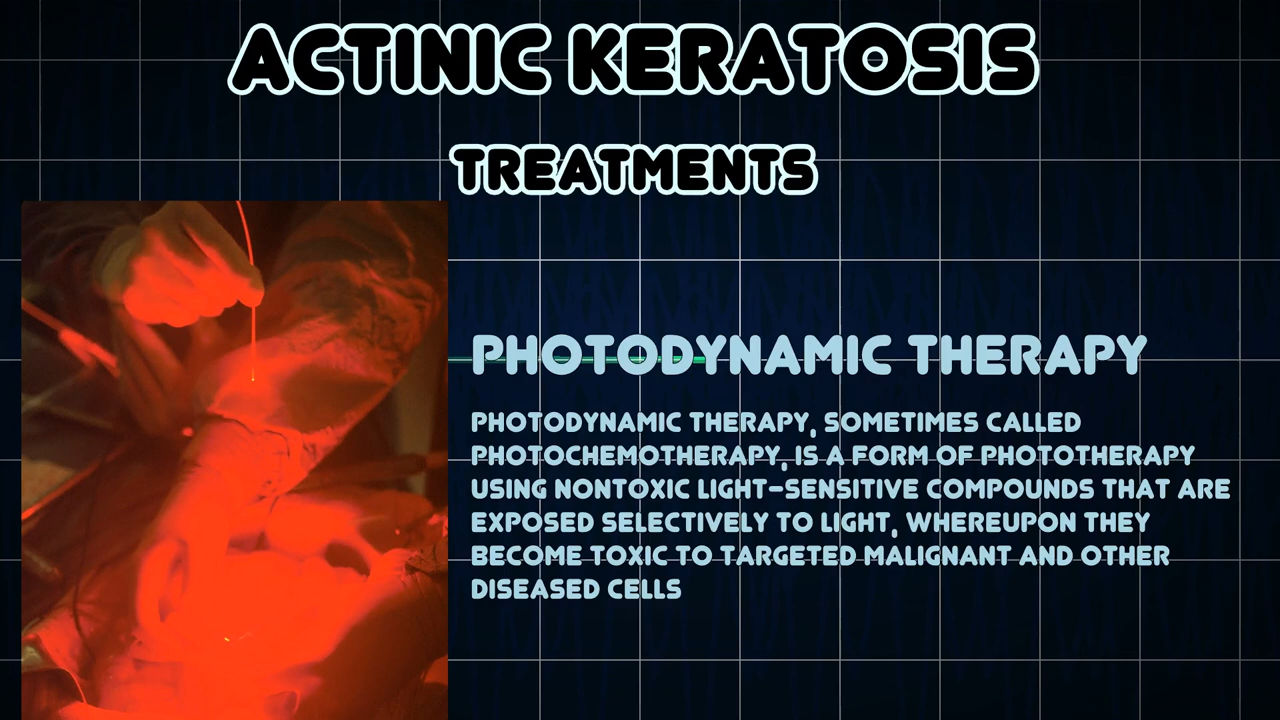 ACTINIC KERATOSIS
TREATMENTS
PHOTODYNAMIC THERAPY
PHOTODYNAMIC THERAPY, SOMETIMES CALLED
PHOTOCHEMOTHERAPY, IS A FORM OF PHOTOTHERAPY
USING NONTOXIC LIGHT-SENSITIVE COMPOUNDS THAT ARE
EXPOSED SELECTIVELY TO LIGHT, WHEREUPON THEY
BECOME TOXIC TO TARGETED MALIGNANT AND OTHER
DISEASED CELLS